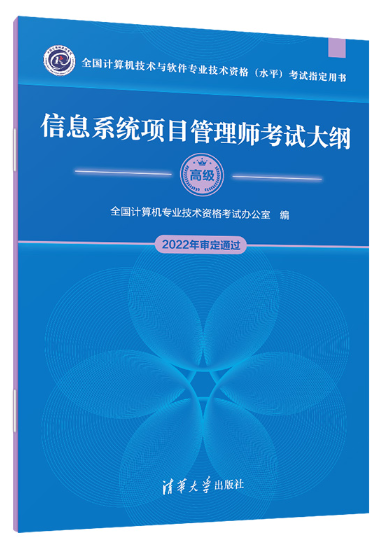 全国计算机技术与软件专业技术资格（水平）考试指定用书
信息系统项目管理师考试大纲
高级
全国计算机专业技术资格考试办公室 编
2022年审定通过
清华大学出版社